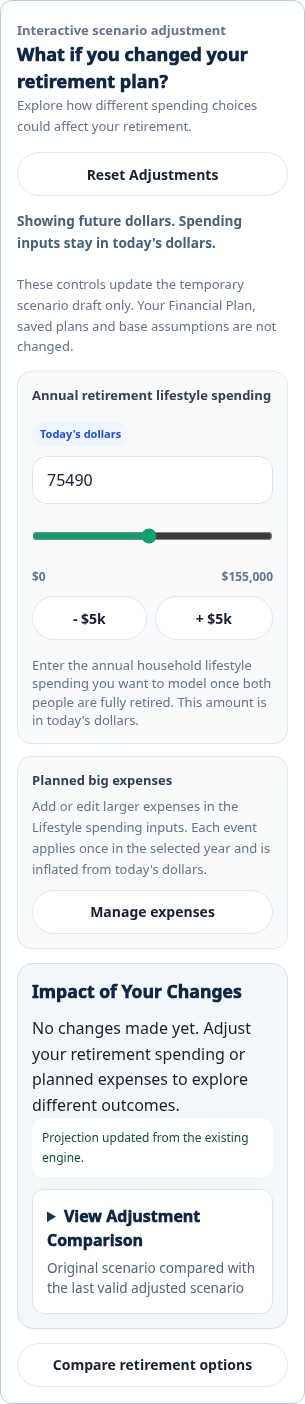 Interactive scenario adjustment
What if you changed your
retirement plan?
Explore how different spending choices
could affect your retirement.
Reset Adjustments
Showing future dollars. Spending
inputs stay in today's dollars.
These controls update the temporary
scenario draft only. Your Financial Plan,
saved plans and base assumptions are not
changed.
Annual retirement lifestyle spending
Today's dollars
75490
$0 $155,000
- $5k + $5k
Enter the annual household lifestyle
spending you want to model once both
people are fully retired. This amount is
in today's dollars.
Planned big expenses
Add or edit larger expenses in the
Lifestyle spending inputs. Each event
applies once in the selected year and is
inflated from today's dollars.
Manage expenses
Impact of Your Changes
No changes made yet. Adjust
your retirement spending or
planned expenses to explore
different outcomes.
Projection updated from the existing
engine.
View Adjustment
Comparison
Original scenario compared with
the last valid adjusted scenario
Compare retirement options